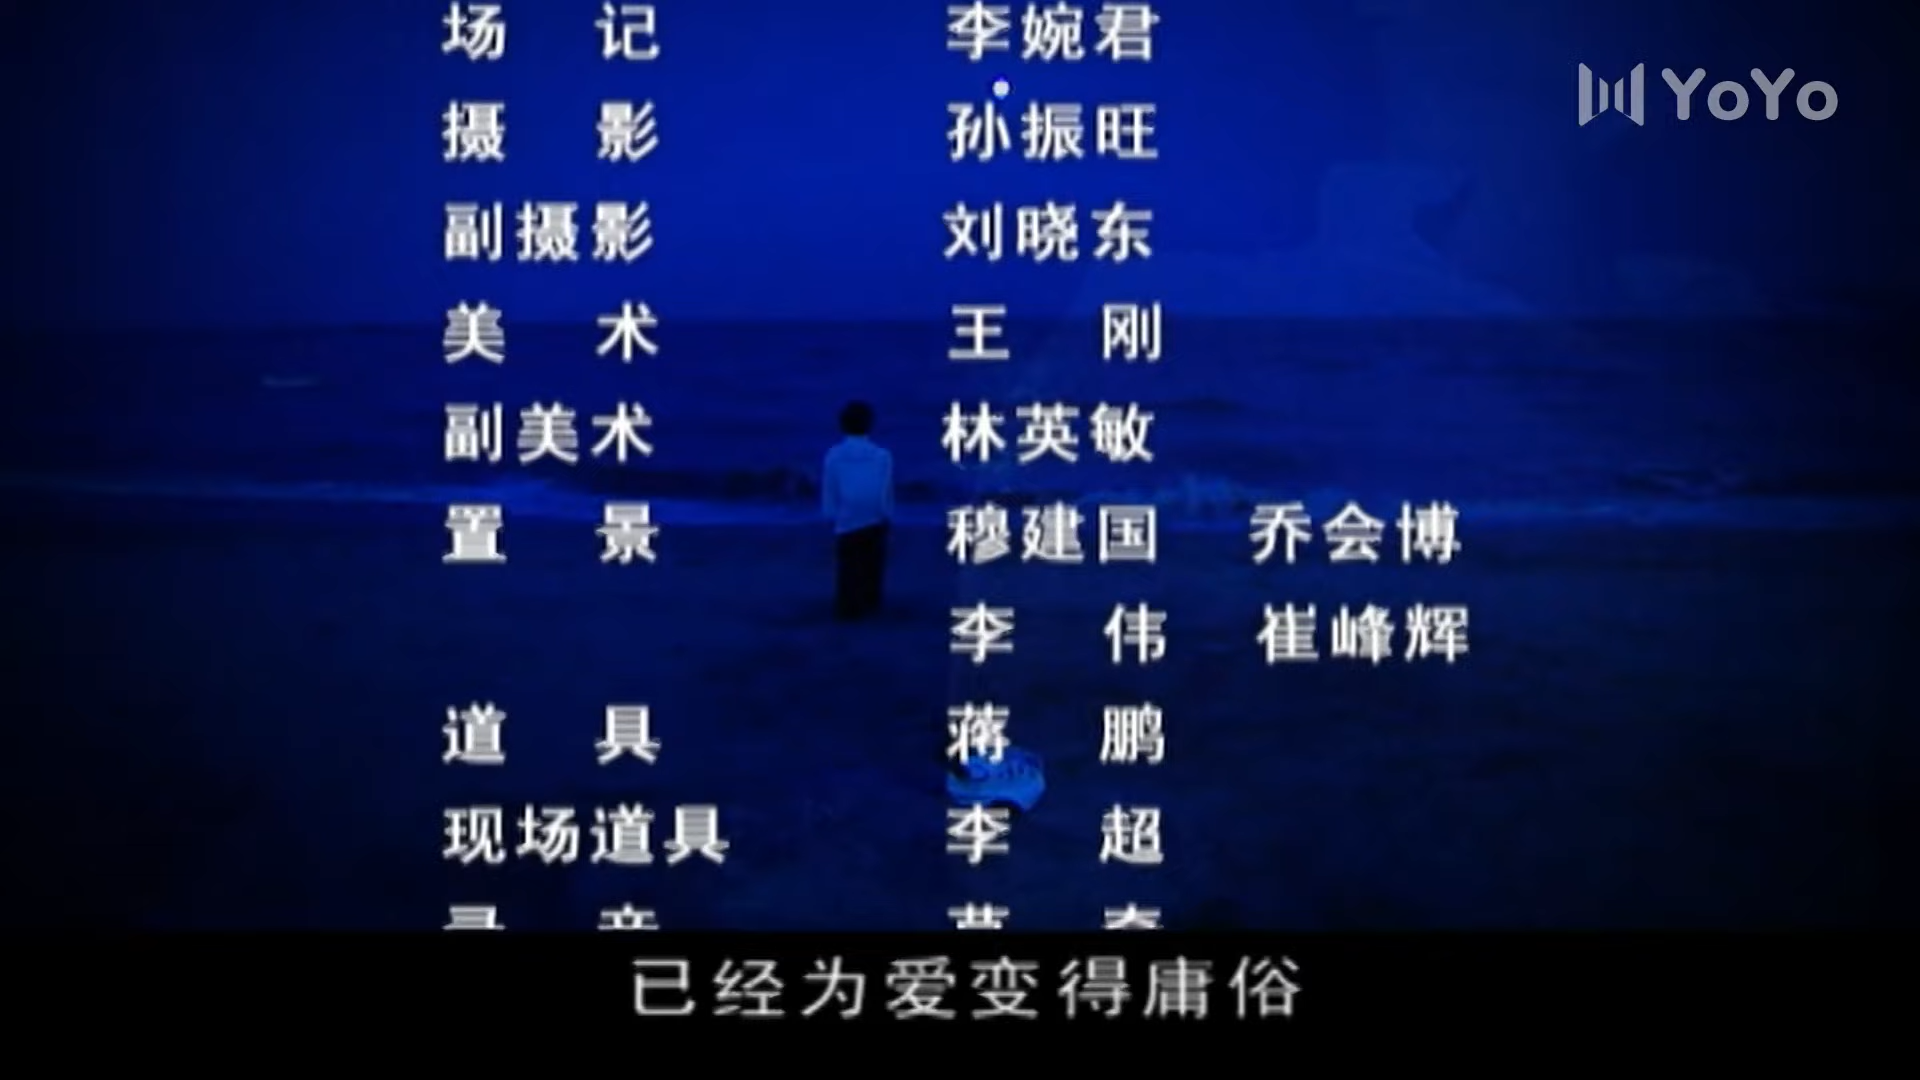 场记 李婉君
YoYo
摄影 孙振旺
副摄影 刘晓东
美术 王刚
副美术 林英敏
置景 穆建国 乔会博
李伟 崔峰辉
道具 蒋鹏
现场道具 李超
已经为爱变得庸俗